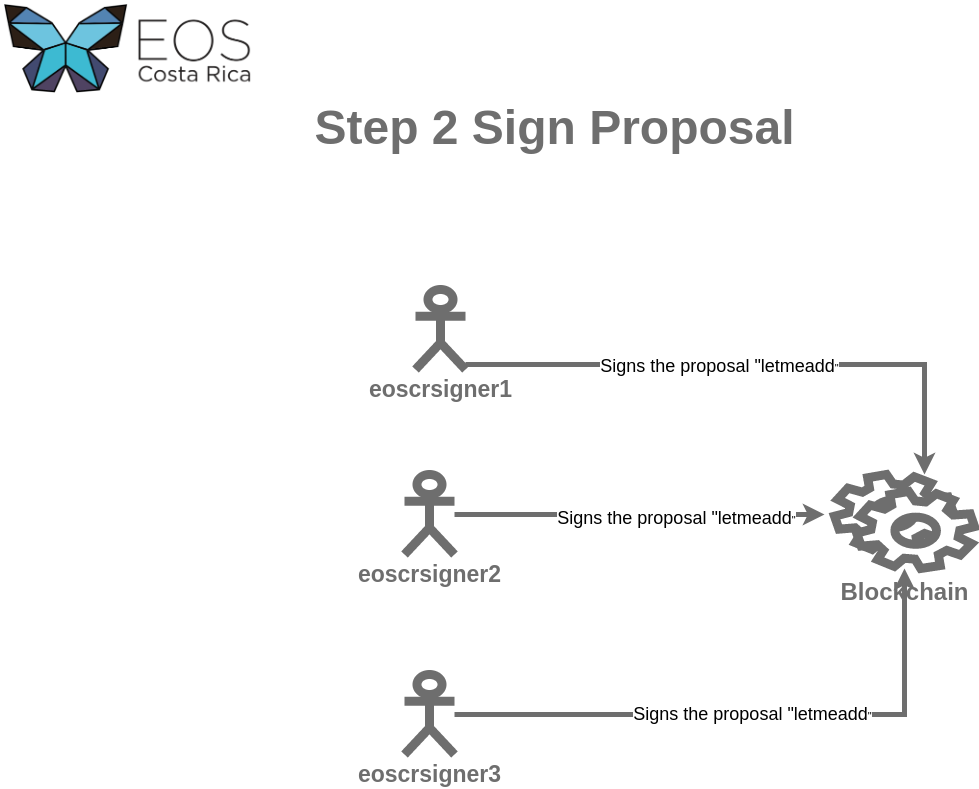 EOS
Costa Rica
Step 2 Sign Proposal
Signs the proposal "letmeadd"
eoscrsigner1
Signs the proposal "letmeadd"
eoscrsigner2
Blockchain
Signs the proposal "letmeadd"
eoscrsigner3